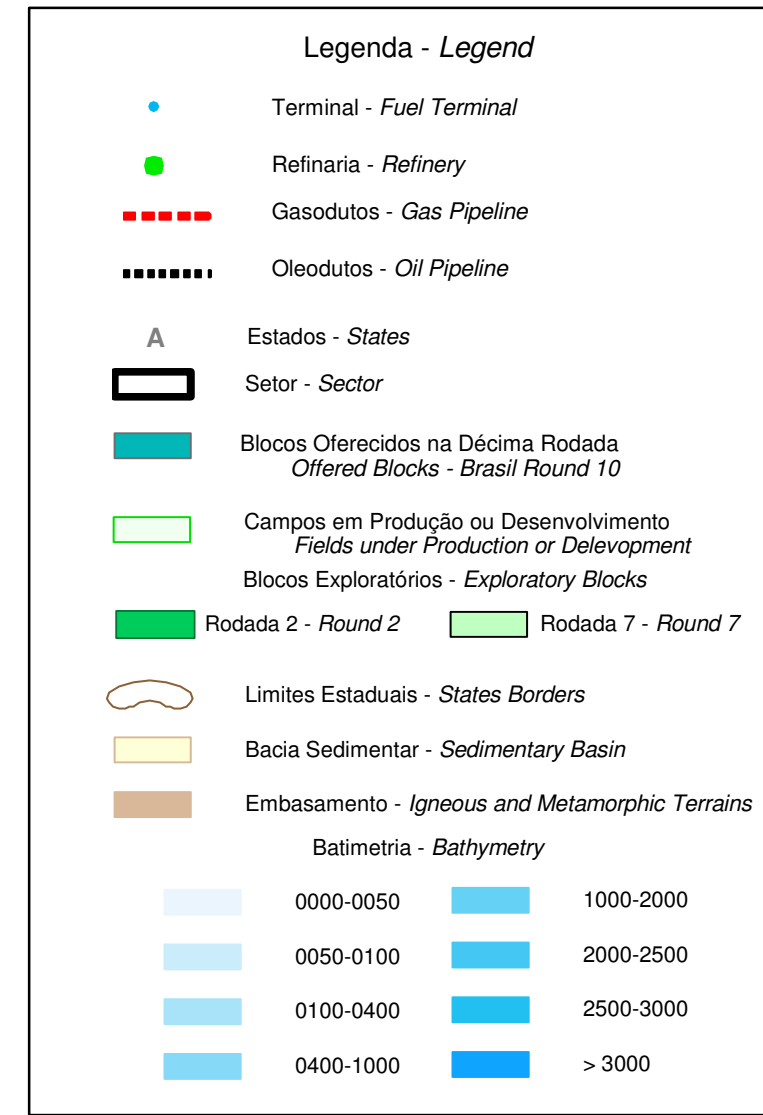 Legenda - Legend
Terminal - Fuel Terminal
Refinaria - Refinery
Gasodutos - Gas Pipeline
Oleodutos - Oil Pipeline
A Estados - States
Setor - Sector
Blocos Oferecidos na Décima Rodada
Offered Blocks - Brasil Round 10
Campos em Produção ou Desenvolvimento
Fields under Production or Delevopment
Blocos Exploratórios - Exploratory Blocks
Rodada 2 - Round 2 Rodada 7 - Round 7
Limites Estaduais - States Borders
Bacia Sedimentar - Sedimentary Basin
Embasamento - Igneous and Metamorphic Terrains
Batimetria - Bathymetry
0000-0050 1000-2000
0050-0100 2000-2500
0100-0400 2500-3000
0400-1000 > 3000